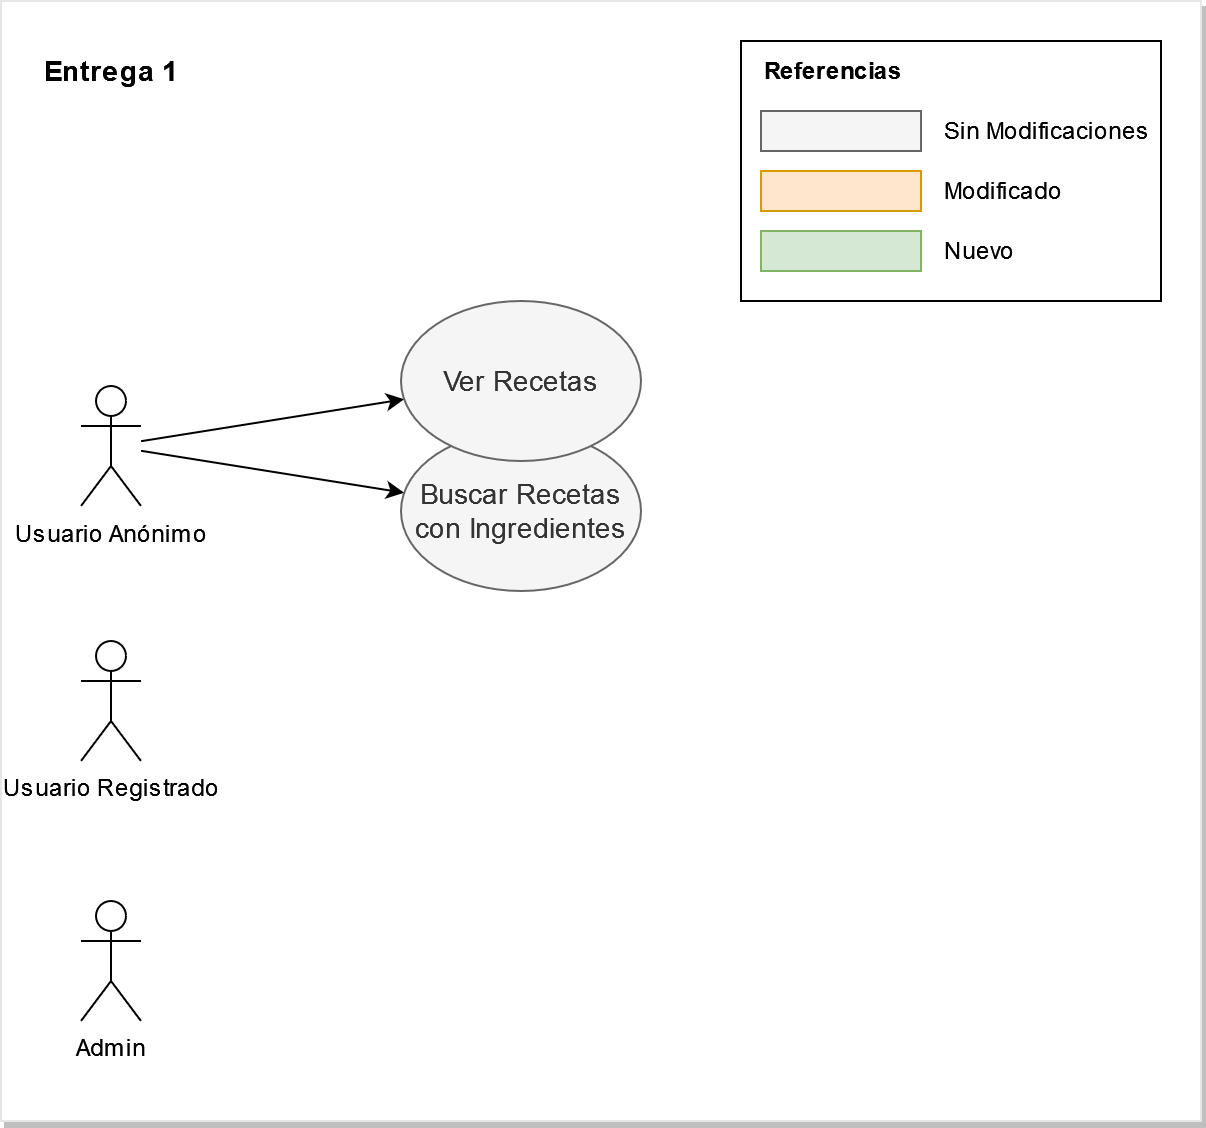 Entrega 1
Referencias
Sin Modificaciones
Modificado
Nuevo
Ver Recetas
Buscar Recetas
con Ingredientes
Usuario Anónimo
Usuario Registrado
Admin